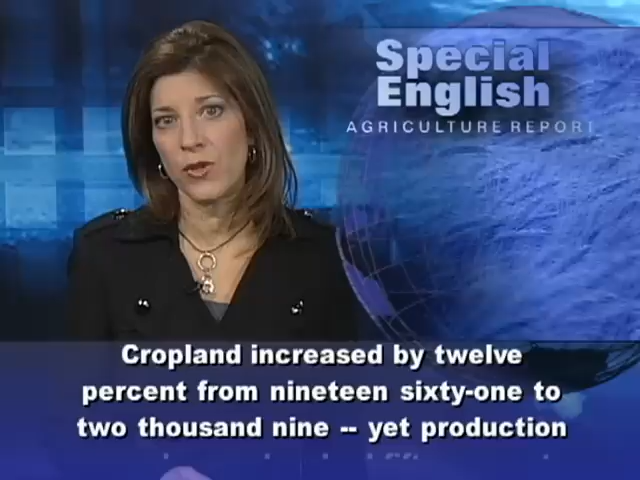 Special
English
AGRICULTURE REPORT
Cropland increased by twelve
percent from nineteen sixty-one to
two thousand nine -- yet production